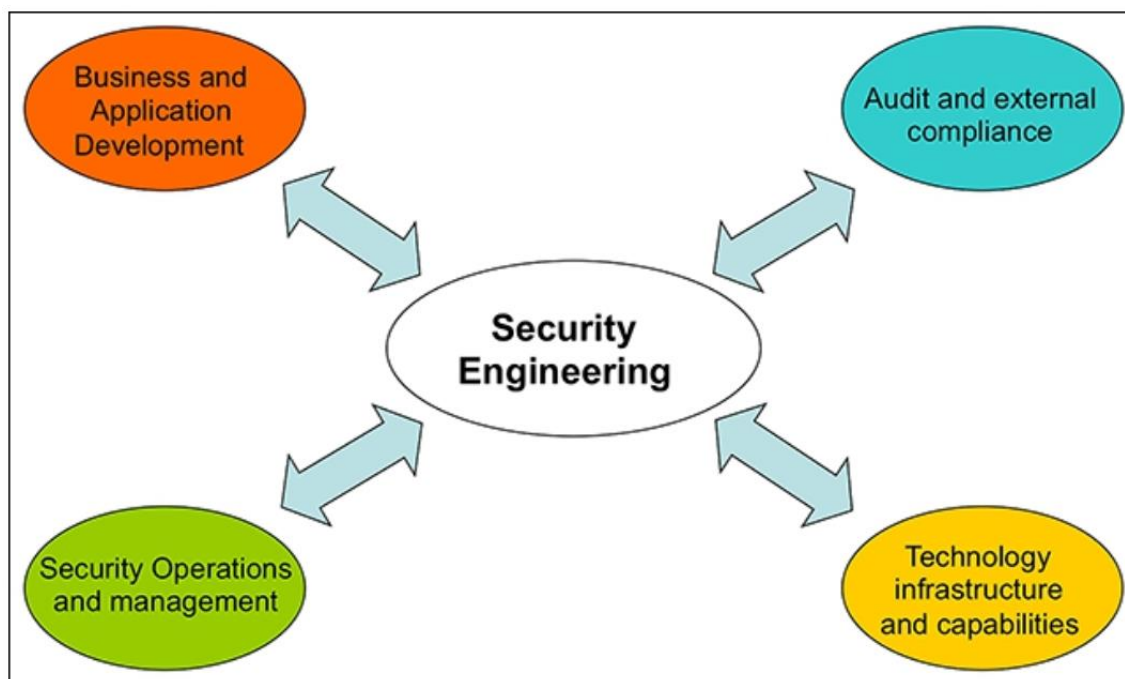 Business and
Application
Development
Audit and external
compliance
Security
Engineering
Security Operations
and management
Technology
infrastructure
and capabilities